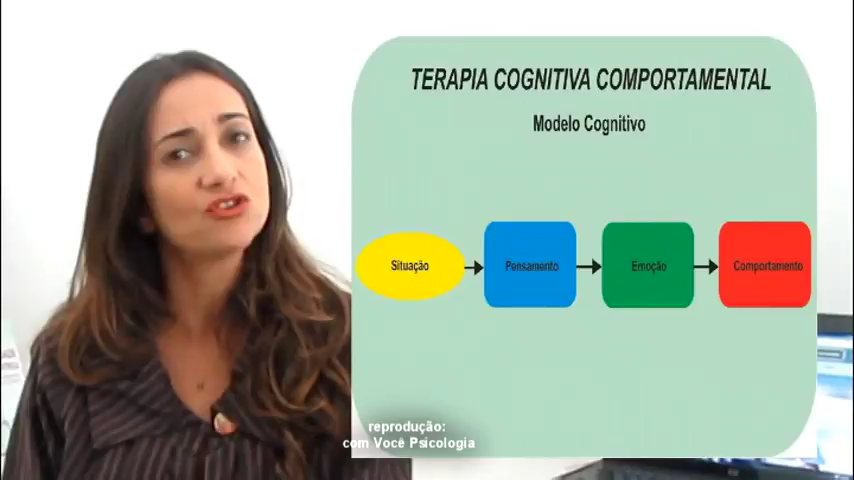 TERAPIA COGNITIVA COMPORTAMENTAL
Modelo Cognitivo
Situação
Pensamento
Emoção
Comportamento
reprodução:
com Você Psicologia